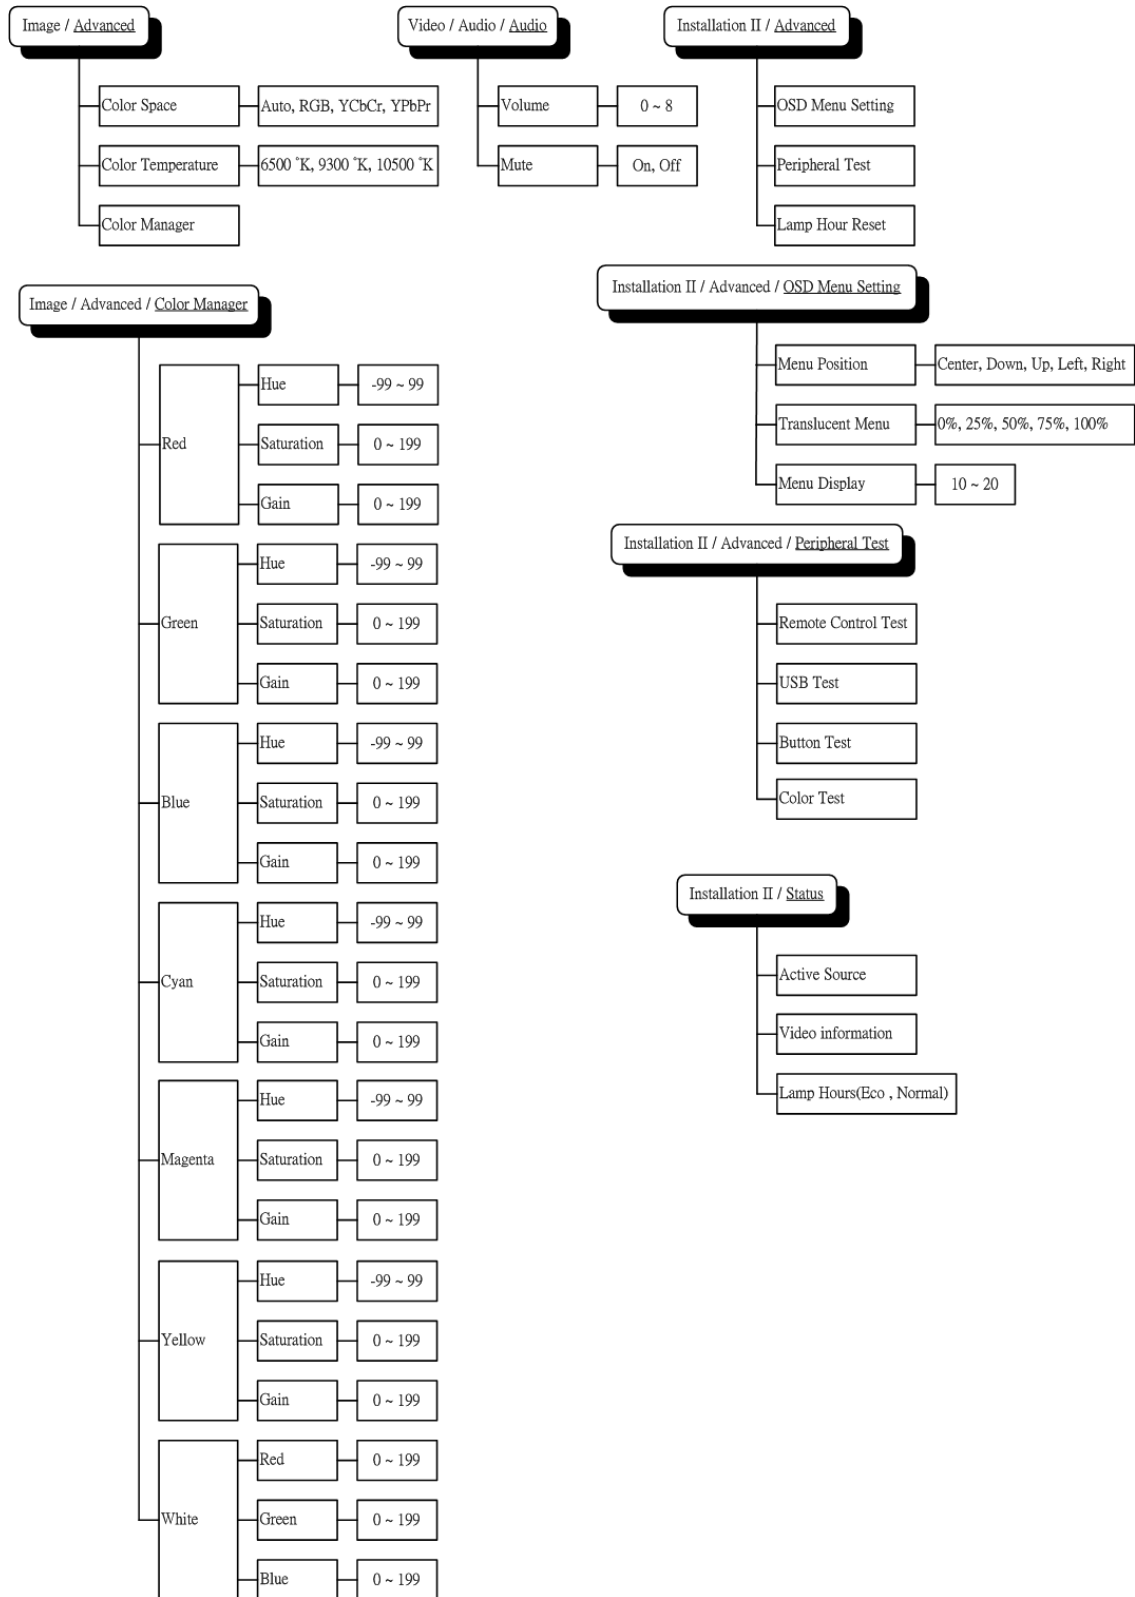 Image / Advanced
Color Space
Auto, RGB, YCbCr, YPbPr
Color Temperature
6500 °K, 9300 °K, 10500 °K
Color Manager
Video / Audio / Audio
Volume
0 ~ 8
Mute
On, Off
Installation II / Advanced
OSD Menu Setting
Peripheral Test
Lamp Hour Reset
Image / Advanced / Color Manager
Red
Hue
-99 ~ 99
Saturation
0 ~ 199
Gain
0 ~ 199
Green
Hue
-99 ~ 99
Saturation
0 ~ 199
Gain
0 ~ 199
Blue
Hue
-99 ~ 99
Saturation
0 ~ 199
Gain
0 ~ 199
Cyan
Hue
-99 ~ 99
Saturation
0 ~ 199
Gain
0 ~ 199
Magenta
Hue
-99 ~ 99
Saturation
0 ~ 199
Gain
0 ~ 199
Yellow
Hue
-99 ~ 99
Saturation
0 ~ 199
Gain
0 ~ 199
White
Red
0 ~ 199
Green
0 ~ 199
Blue
0 ~ 199
Installation II / Advanced / OSD Menu Setting
Menu Position
Center, Down, Up, Left, Right
Translucent Menu
0%, 25%, 50%, 75%, 100%
Menu Display
10 ~ 20
Installation II / Advanced / Peripheral Test
Remote Control Test
USB Test
Button Test
Color Test
Installation II / Status
Active Source
Video information
Lamp Hours(Eco , Normal)